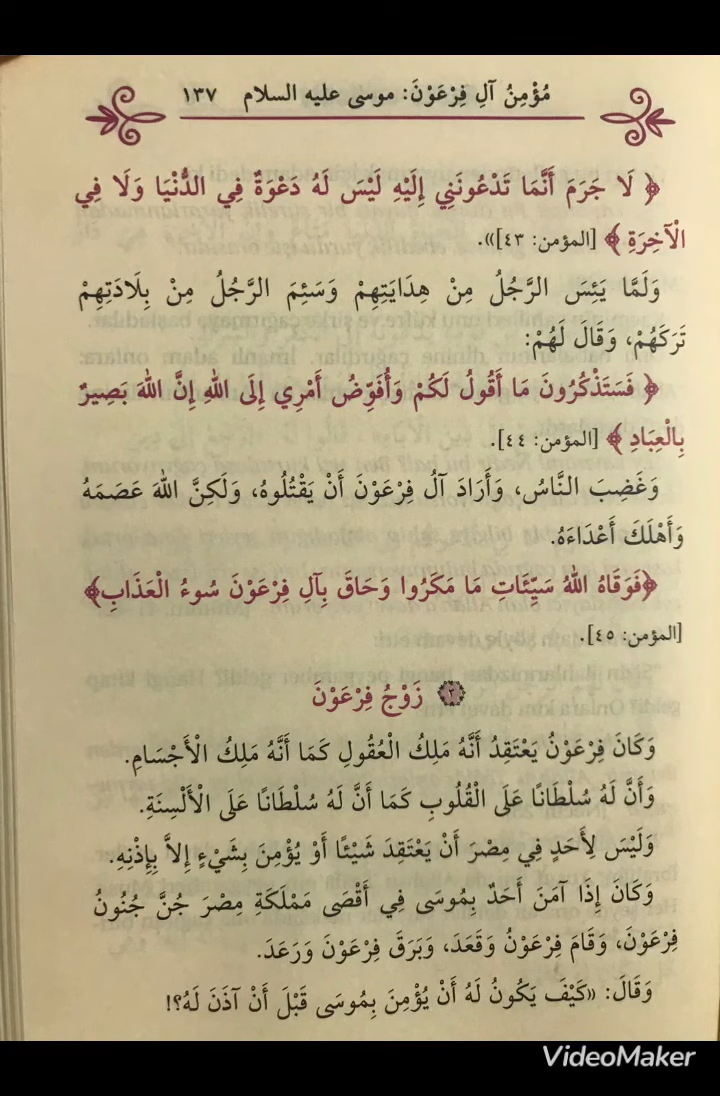 مُؤْمِنُ آلِ فِرْعَوْنَ: موسى عليه السلام ١٣٧
﴿ لَا جَرَمَ أَنَّمَا تَدْعُونَنِي إِلَيْهِ لَيْسَ لَهُ دَعْوَةٌ فِي الدُّنْيَا وَلَا فِي
الْآخِرَةِ ﴾ [المؤمن: ٤٣]».
وَلَمَّا يَئِسَ الرَّجُلُ مِنْ هِدَايَتِهِمْ وَسَئِمَ الرَّجُلُ مِنْ بِلَادَتِهِمْ
تَرَكَهُمْ، وَقَالَ لَهُمْ:
﴿ فَسَتَذْكُرُونَ مَا أَقُولُ لَكُمْ وَأُفَوِّضُ أَمْرِي إِلَى اللهِ إِنَّ اللهَ بَصِيرٌ
بِالْعِبَادِ ﴾ [المؤمن: ٤٤].
وَغَضِبَ النَّاسُ، وَأَرَادَ آلُ فِرْعَوْنَ أَنْ يَقْتُلُوهُ، وَلَكِنَّ اللهَ عَصَمَهُ
وَأَهْلَكَ أَعْدَاءَهُ.
﴿فَوَقَاهُ اللهُ سَيِّئَاتِ مَا مَكَرُوا وَحَاقَ بِآلِ فِرْعَوْنَ سُوءُ الْعَذَابِ﴾
[المؤمن: ٤٥].
٢ زَوْجُ فِرْعَوْنَ
وَكَانَ فِرْعَوْنُ يَعْتَقِدُ أَنَّهُ مَلِكُ الْعُقُولِ كَمَا أَنَّهُ مَلِكُ الْأَجْسَامِ.
وَأَنَّ لَهُ سُلْطَانًا عَلَى الْقُلُوبِ كَمَا أَنَّ لَهُ سُلْطَانًا عَلَى الْأَلْسِنَةِ.
وَلَيْسَ لِأَحَدٍ فِي مِصْرَ أَنْ يَعْتَقِدَ شَيْئًا أَوْ يُؤْمِنَ بِشَيْءٍ إِلاَّ بِإِذْنِهِ.
وَكَانَ إِذَا آمَنَ أَحَدٌ بِمُوسَى فِي أَقْصَى مَمْلَكَةِ مِصْرَ جُنَّ جُنُونُ
فِرْعَوْنَ، وَقَامَ فِرْعَوْنُ وَقَعَدَ، وَبَرَقَ فِرْعَوْنَ وَرَعَدَ.
وَقَالَ: «كَيْفَ يَكُونُ لَهُ أَنْ يُؤْمِنَ بِمُوسَى قَبْلَ أَنْ آذَنَ لَهُ؟!
VideoMaker